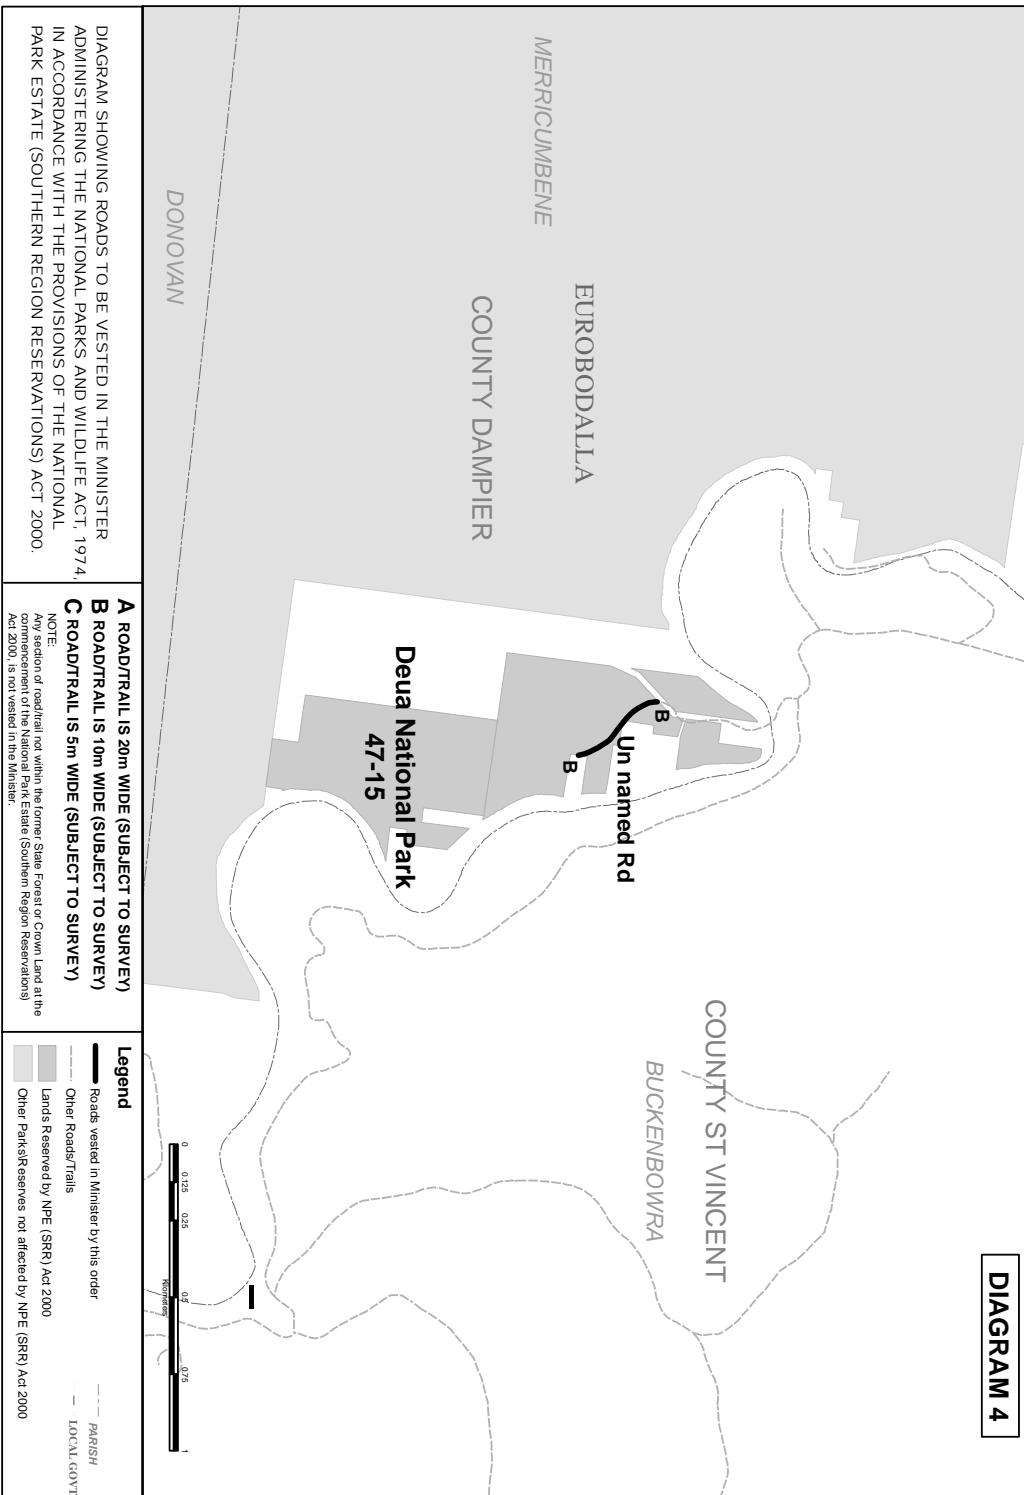 DIAGRAM 4
MERRICUMBENE
EUROBODALLA
COUNTY DAMPIER
DONOVAN
B
Un named Rd
B
Deua National Park
47-15
COUNTY ST VINCENT
BUCKENBOWRA
0 0.125 0.25 0.5 0.75 1
Kilometers
DIAGRAM SHOWING ROADS TO BE VESTED IN THE MINISTER
ADMINISTERING THE NATIONAL PARKS AND WILDLIFE ACT, 1974,
IN ACCORDANCE WITH THE PROVISIONS OF THE NATIONAL
PARK ESTATE (SOUTHERN REGION RESERVATIONS) ACT 2000.
A ROAD/TRAIL IS 20m WIDE (SUBJECT TO SURVEY)
B ROAD/TRAIL IS 10m WIDE (SUBJECT TO SURVEY)
C ROAD/TRAIL IS 5m WIDE (SUBJECT TO SURVEY)
NOTE:
Any section of road/trail not within the former State Forest or Crown Land at the
commencement of the National Park Estate (Southern Region Reservations)
Act 2000, is not vested in the Minister.
Legend
Roads vested in Minister by this order
Other Roads/Trails
Lands Reserved by NPE (SRR) Act 2000
Other Parks\Reserves not affected by NPE (SRR) Act 2000
PARISH
LOCAL GOVT